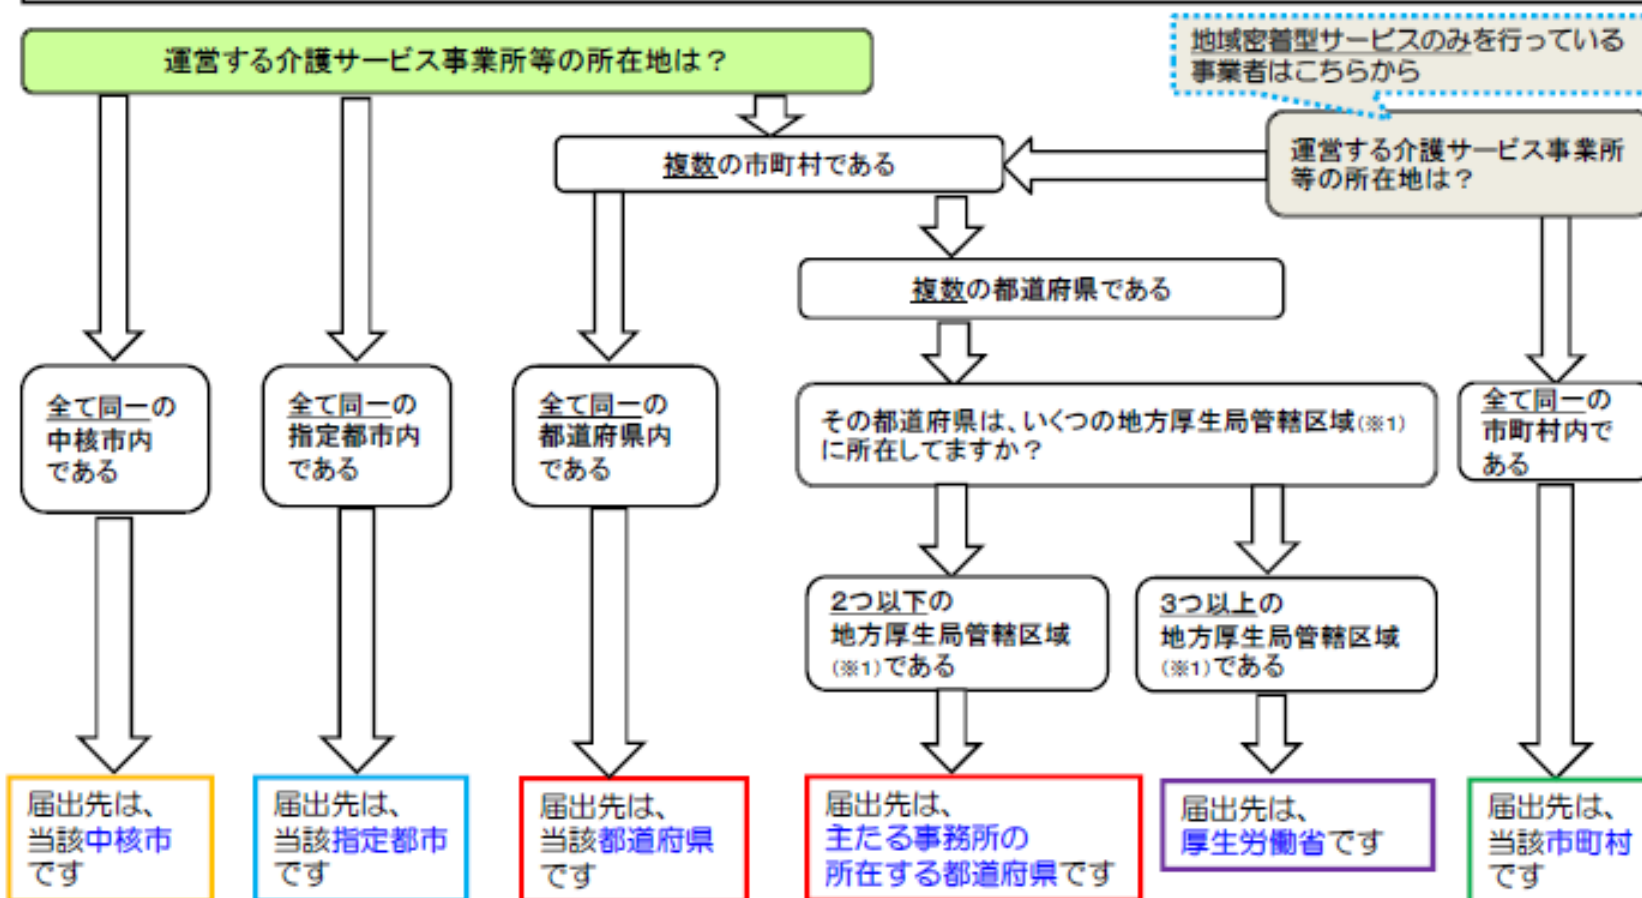 運営する介護サービス事業所等の所在地は？
地域密着型サービスのみを行っている
事業者はこちらから
複数の市町村である
運営する介護サービス事業所
等の所在地は？
複数の都道府県である
全て同一の
中核市内
である
全て同一の
指定都市内
である
全て同一の
都道府県内
である
その都道府県は、いくつの地方厚生局管轄区域(※1)
に所在してますか？
全て同一の
市町村内で
ある
2つ以下の
地方厚生局管轄区域
(※1)である
3つ以上の
地方厚生局管轄区域
(※1)である
届出先は、
当該中核市
です
届出先は、
当該指定都市
です
届出先は、
当該都道府県
です
届出先は、
主たる事務所の
所在する都道府県です
届出先は、
厚生労働省です
届出先は、
当該市町村
です